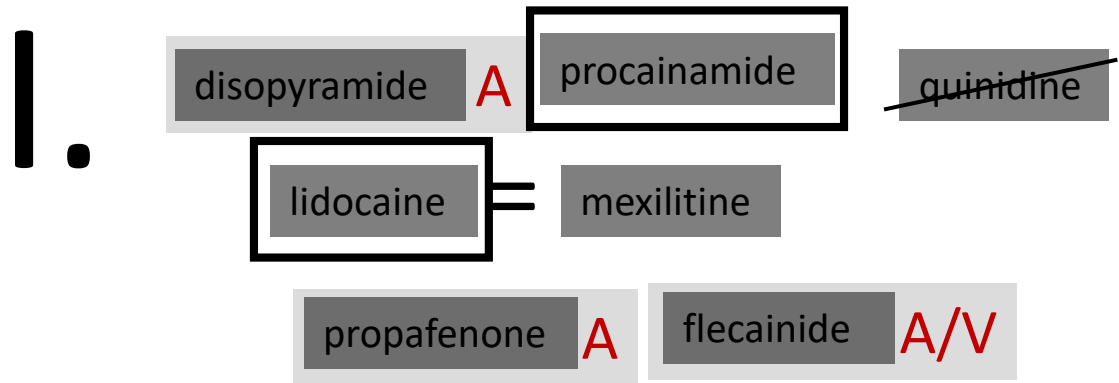 I.
disopyramide A procainamide quinidine
lidocaine = mexilitine
propafenone A flecainide A/V